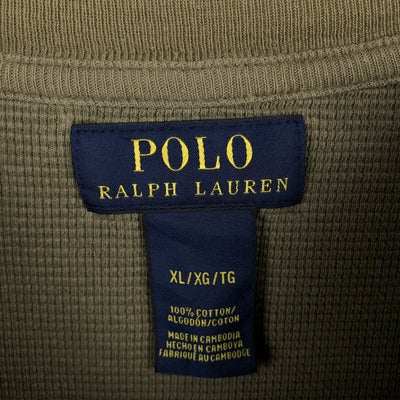 POLO
RALPH LAUREN
XL/XG/TG
100% COTTON/
ALGODÓN/COTON
MADE IN CAMBODIA
HECHO EN CAMBOYA
FABRIQUÉ AU CAMBODGE